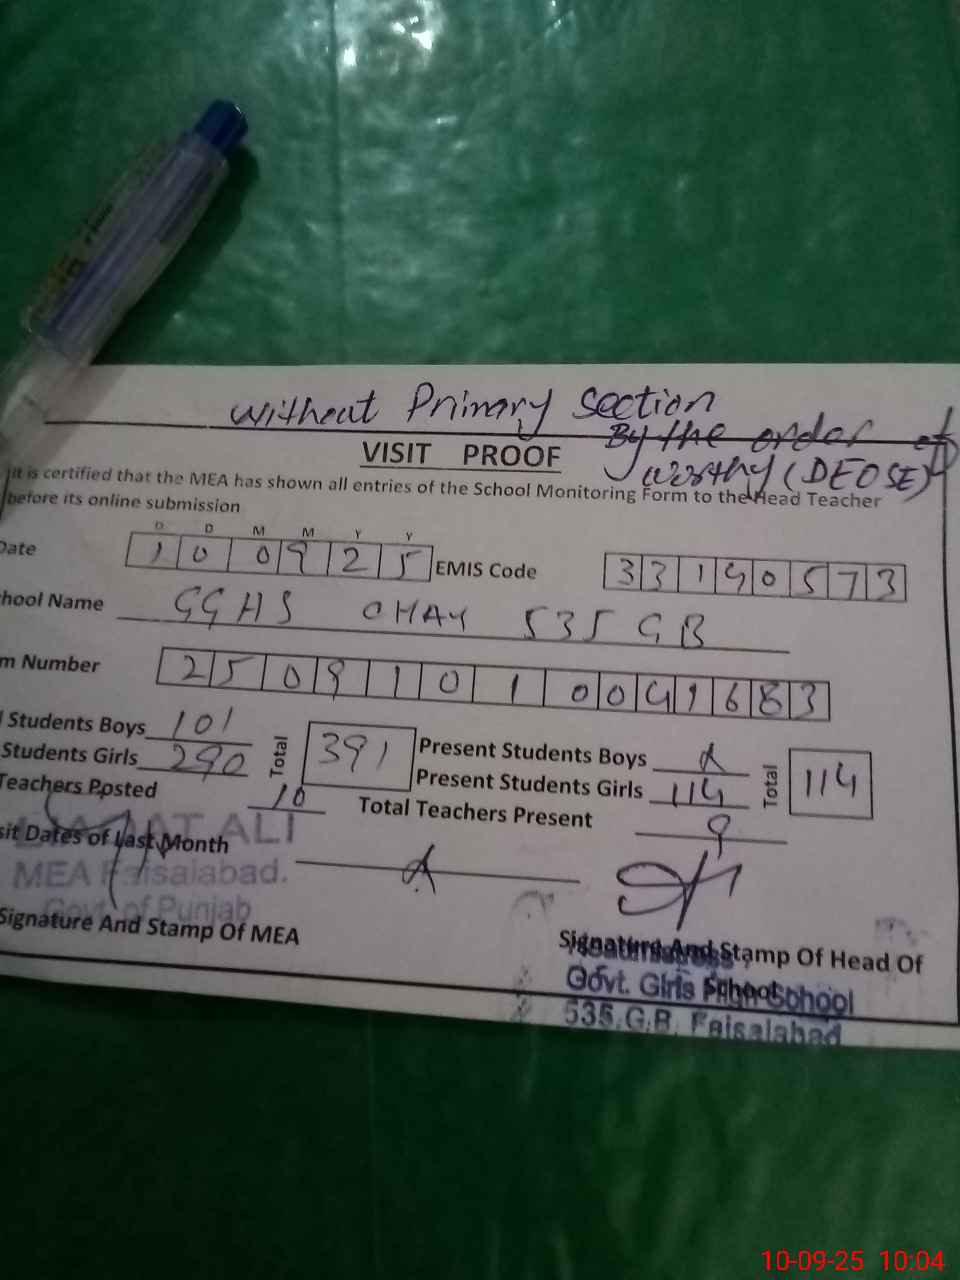 Without Primary Section
By the order of
worthy (DEOSE)
VISIT PROOF
It is certified that the MEA has shown all entries of the School Monitoring Form to the Head Teacher
before its online submission
D D M M Y Y
Date 1 0 0 9 2 5 EMIS Code 3 3 1 9 0 5 7 3
hool Name GGHS CHAK 535 GB
m Number 2 5 0 9 1 0 1 0 0 4 1 6 8 3
Students Boys 101 Total 391 Present Students Boys Total 114
Students Girls 290 Present Students Girls 114
Teachers Posted 10 Total Teachers Present 9
sit Dates of Last Month
AT ALI
MEA Faisalabad.
Govt. of Punjab
Signature And Stamp Of MEA
Signature And Stamp Of Head Of
School
Headmistress
Govt. Girls High School
535, G.B. Faisalabad
10-09-25 10:04